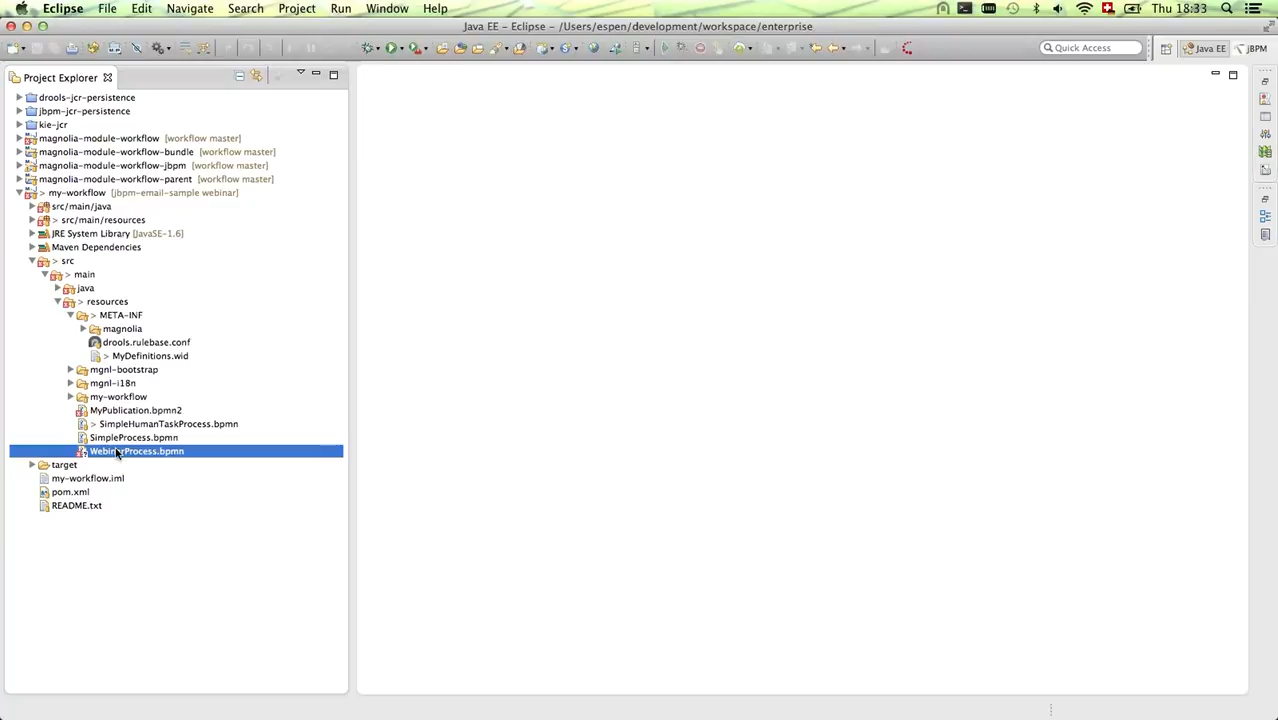 Eclipse File Edit Navigate Search Project Run Window Help Thu 18:33
Java EE – Eclipse – /Users/espen/development/workspace/enterprise
Quick Access Java EE jBPM
Project Explorer
drools-jcr-persistence
jbpm-jcr-persistence
kie-jcr
magnolia-module-workflow [workflow master]
magnolia-module-workflow-bundle [workflow master]
magnolia-module-workflow-jbpm [workflow master]
magnolia-module-workflow-parent [workflow master]
> my-workflow [jbpm-email-sample webinar]
src/main/java
> src/main/resources
JRE System Library [JavaSE-1.6]
Maven Dependencies
> src
> main
java
> resources
> META-INF
magnolia
drools.rulebase.conf
> MyDefinitions.wid
mgnl-bootstrap
mgnl-i18n
my-workflow
MyPublication.bpmn2
> SimpleHumanTaskProcess.bpmn
SimpleProcess.bpmn
WebinarProcess.bpmn
target
my-workflow.iml
pom.xml
README.txt